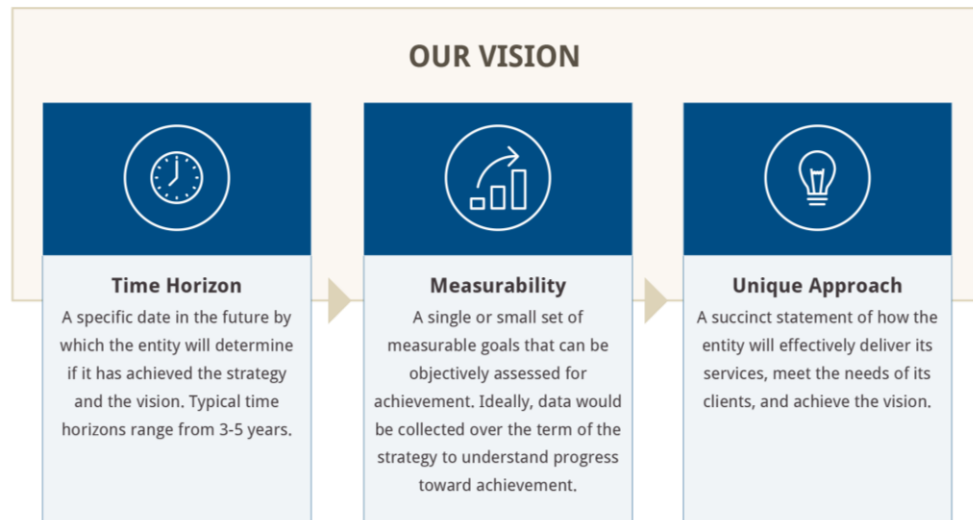 OUR VISION
Time Horizon
A specific date in the future by
which the entity will determine
if it has achieved the strategy
and the vision. Typical time
horizons range from 3-5 years.
Measurability
A single or small set of
measurable goals that can be
objectively assessed for
achievement. Ideally, data would
be collected over the term of the
strategy to understand progress
toward achievement.
Unique Approach
A succinct statement of how the
entity will effectively deliver its
services, meet the needs of its
clients, and achieve the vision.